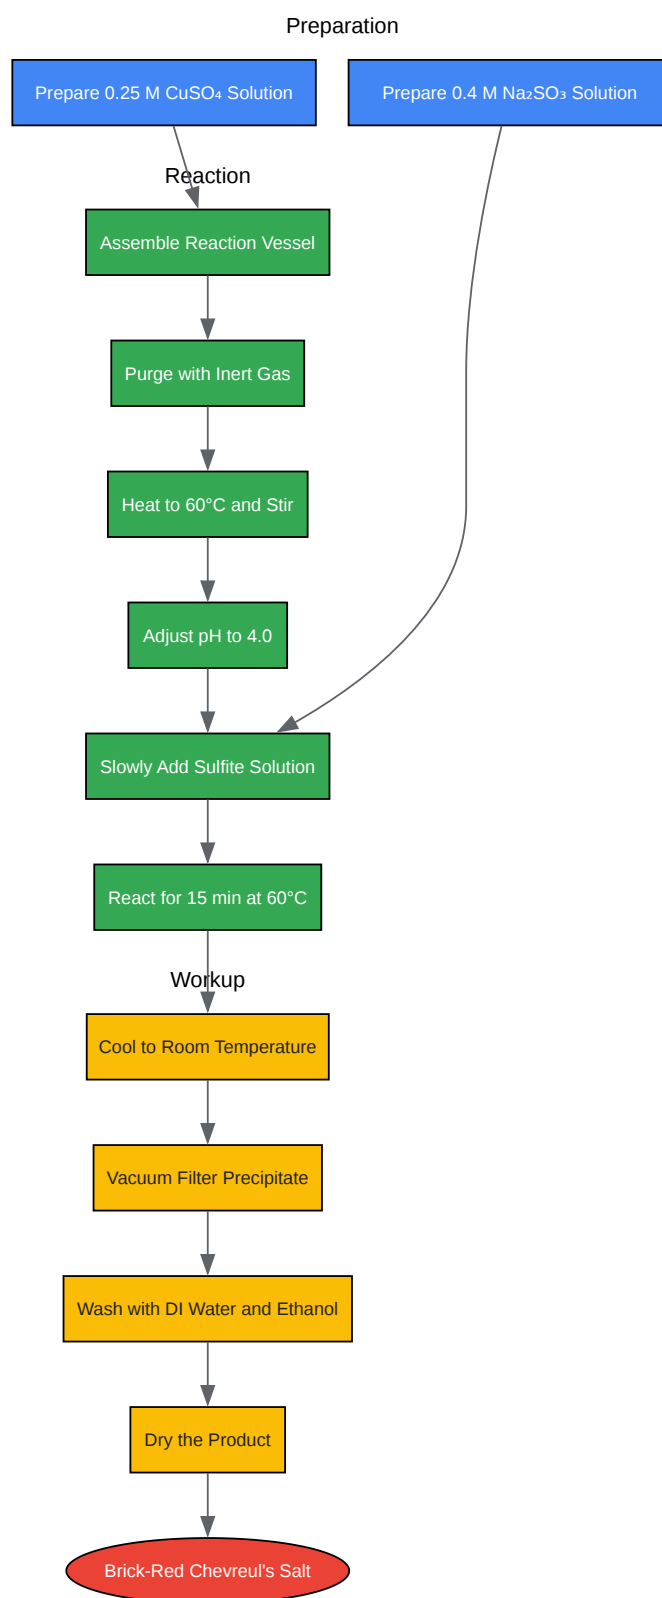 Preparation
Prepare 0.25 M CuSO₄ Solution
Prepare 0.4 M Na₂SO₃ Solution
Reaction
Assemble Reaction Vessel
Purge with Inert Gas
Heat to 60°C and Stir
Adjust pH to 4.0
Slowly Add Sulfite Solution
React for 15 min at 60°C
Workup
Cool to Room Temperature
Vacuum Filter Precipitate
Wash with DI Water and Ethanol
Dry the Product
Brick-Red Chevreul's Salt